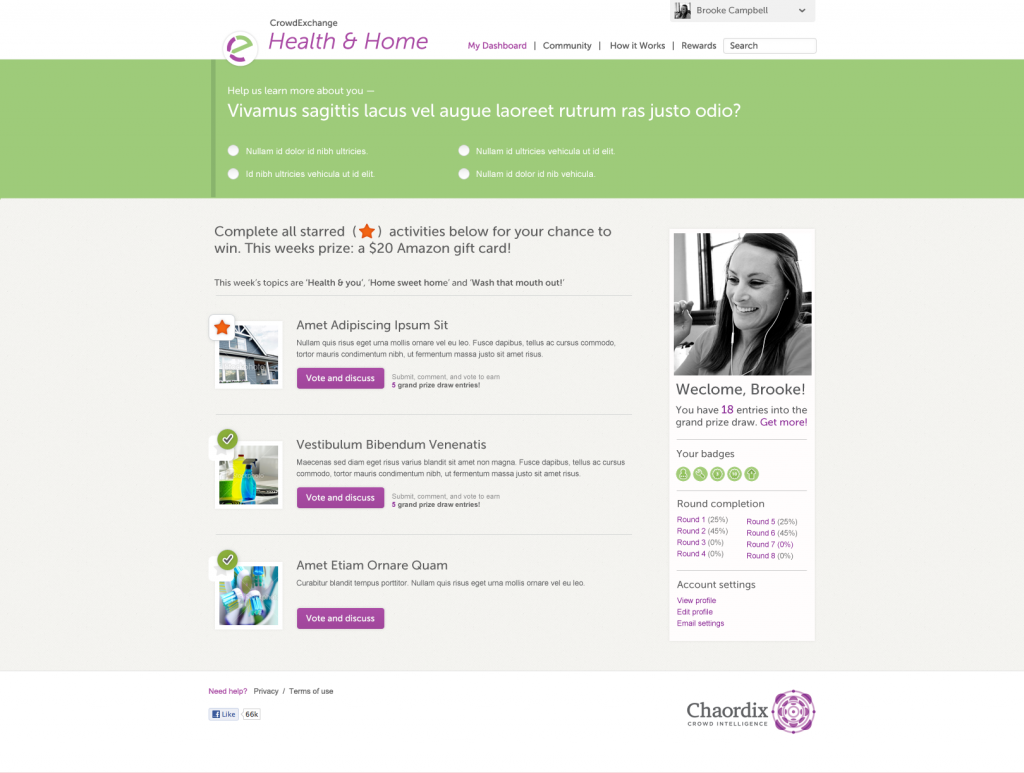 Brooke Campbell
CrowdExchange
Health & Home
My Dashboard | Community | How it Works | Rewards
Search
Help us learn more about you —
Vivamus sagittis lacus vel augue laoreet rutrum ras justo odio?
Nullam id dolor id nibh ultricies.
Nullam id ultricies vehicula ut id elit.
Id nibh ultricies vehicula ut id elit.
Nullam id dolor id nib vehicula.
Complete all starred ( ) activities below for your chance to
win. This weeks prize: a $20 Amazon gift card!
This week's topics are 'Health & you', 'Home sweet home' and 'Wash that mouth out!'
Amet Adipiscing Ipsum Sit
Nullam quis risus eget urna mollis ornare vel eu leo. Fusce dapibus, tellus ac cursus commodo,
tortor mauris condimentum nibh, ut fermentum massa justo sit amet risus.
Vote and discuss
Submit, comment, and vote to earn
5 grand prize draw entries!
Vestibulum Bibendum Venenatis
Maecenas sed diam eget risus varius blandit sit amet non magna. Fusce dapibus, tellus ac cursus
commodo, tortor mauris condimentum nibh, ut fermentum massa justo sit amet risus.
Vote and discuss
Submit, comment, and vote to earn
5 grand prize draw entries!
Amet Etiam Ornare Quam
Curabitur blandit tempus porttitor. Nullam quis risus eget urna mollis ornare vel eu leo.
Vote and discuss
Weclome, Brooke!
You have 18 entries into the
grand prize draw. Get more!
Your badges
Round completion
Round 1 (25%)
Round 2 (45%)
Round 3 (0%)
Round 4 (0%)
Round 5 (25%)
Round 6 (45%)
Round 7 (0%)
Round 8 (0%)
Account settings
View profile
Edit profile
Email settings
Need help? Privacy / Terms of use
Like 66k
Chaordix
CROWD INTELLIGENCE